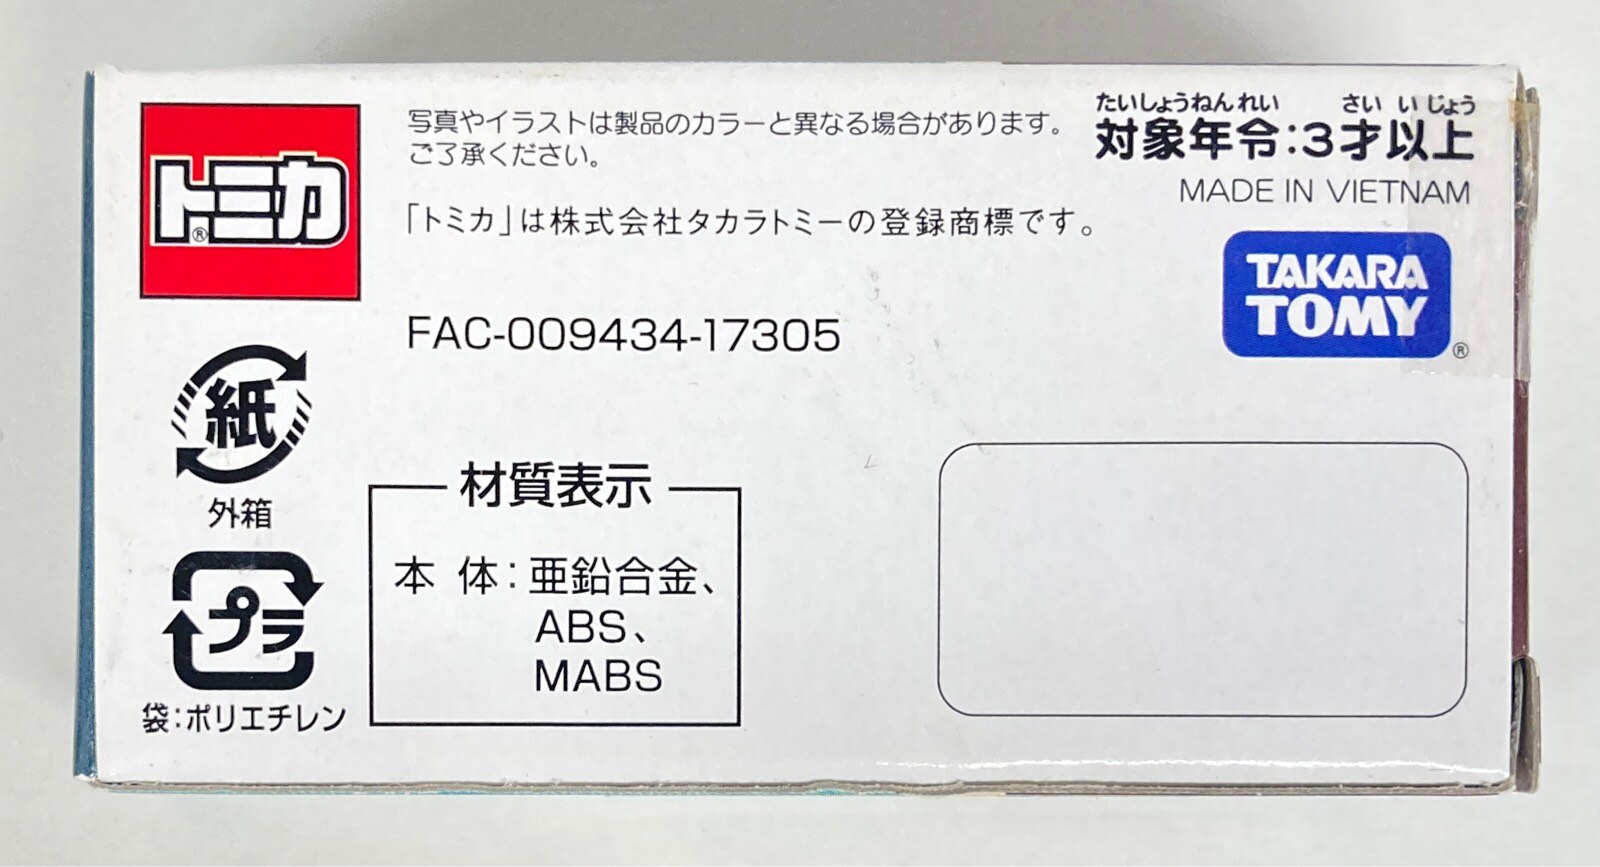 トミカ®
写真やイラストは製品のカラーと異なる場合があります。
ご了承ください。
「トミカ」は株式会社タカラトミーの登録商標です。
FAC-009434-17305
たいしょうねんれい さい いじょう
対象年令：3才以上
MADE IN VIETNAM
TAKARA
TOMY®
紙
外箱
プラ
袋：ポリエチレン
材質表示
本 体：亜鉛合金、
ABS、
MABS